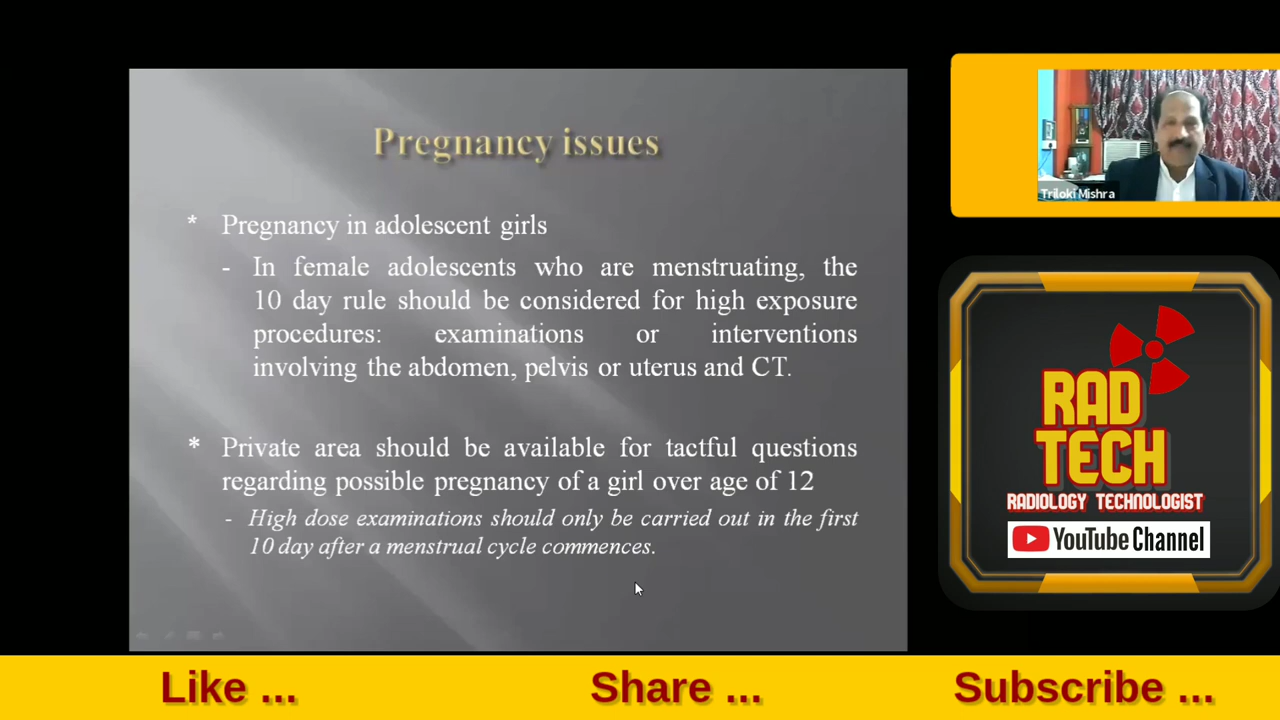 Pregnancy issues
* Pregnancy in adolescent girls
- In female adolescents who are menstruating, the
10 day rule should be considered for high exposure
procedures: examinations or interventions
involving the abdomen, pelvis or uterus and CT.
* Private area should be available for tactful questions
regarding possible pregnancy of a girl over age of 12
- High dose examinations should only be carried out in the first
10 day after a menstrual cycle commences.
Triloki Mishra
RAD
TECH
RADIOLOGY TECHNOLOGIST
YouTube Channel
Like ...
Share ...
Subscribe ...